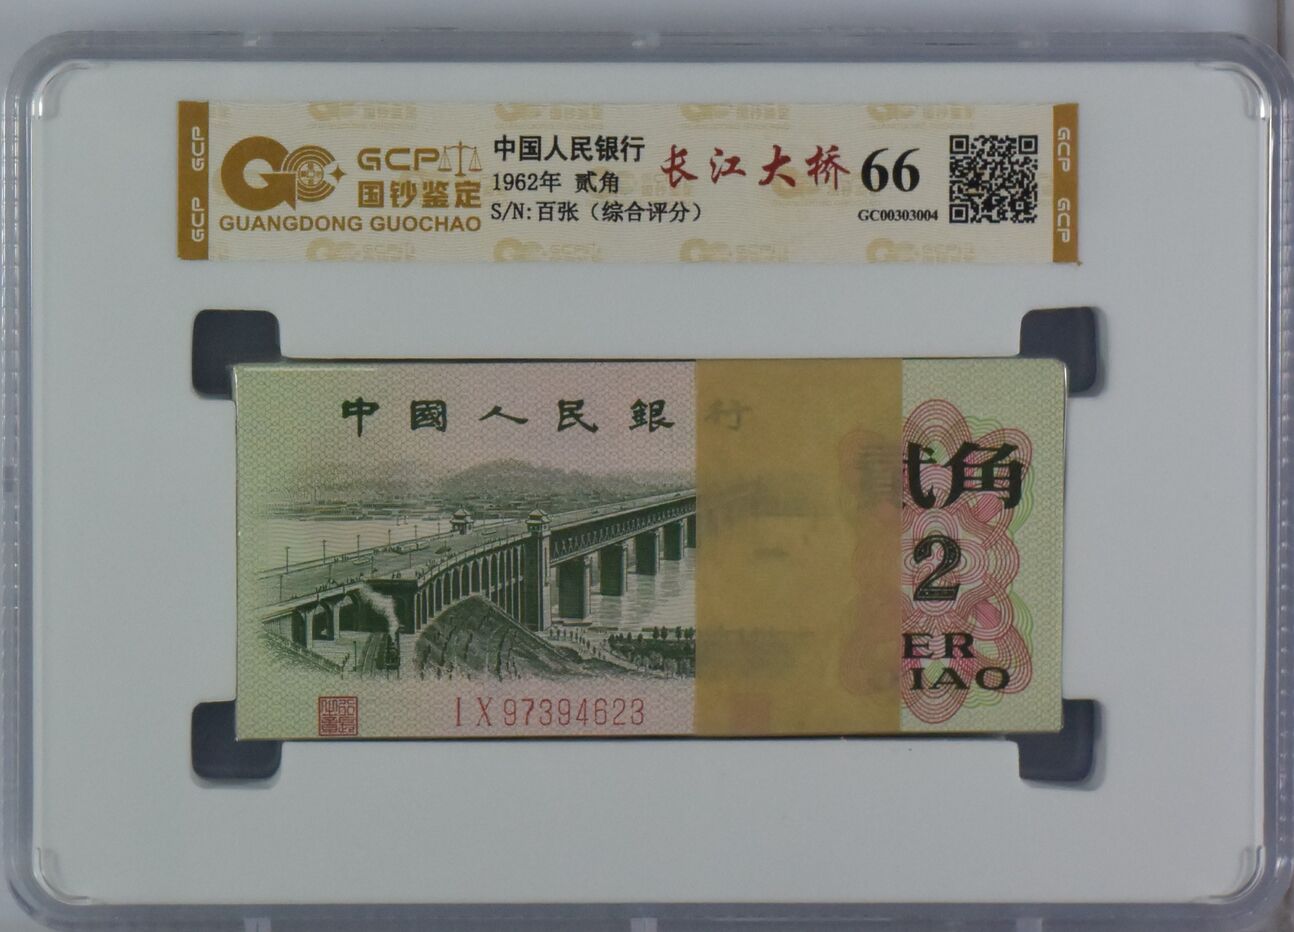 GCP
GCP
GCP
国钞鉴定
GUANGDONG GUOCHAO
中国人民银行
1962年 贰角
S/N:百张（综合评分）
长江大桥
66
GC00303004
GCP
GCP
中國人民銀行
貳角
2
ER
JIAO
IX97394623